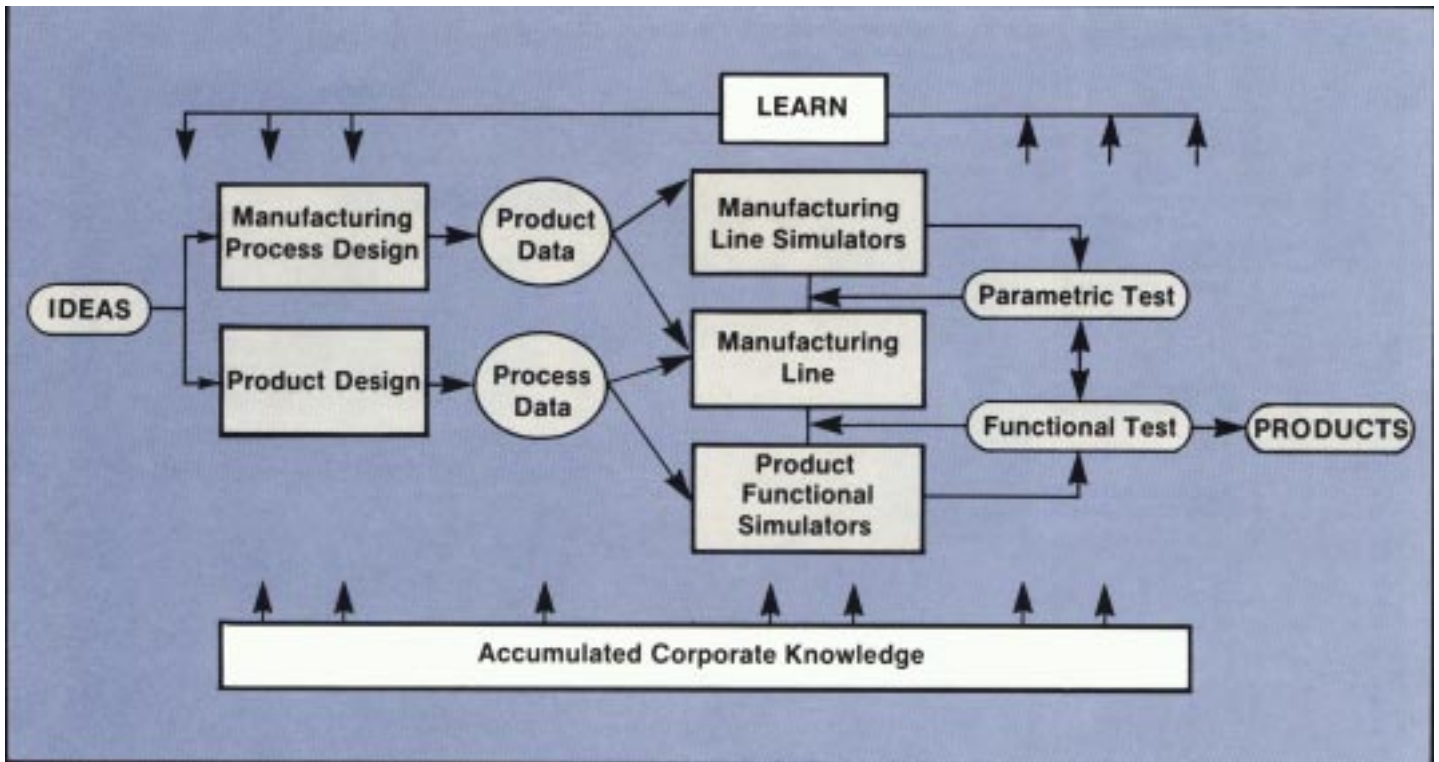 LEARN
Manufacturing
Process Design
Product
Data
Manufacturing
Line Simulators
IDEAS
Parametric Test
Product Design
Process
Data
Manufacturing
Line
Functional Test
PRODUCTS
Product
Functional
Simulators
Accumulated Corporate Knowledge